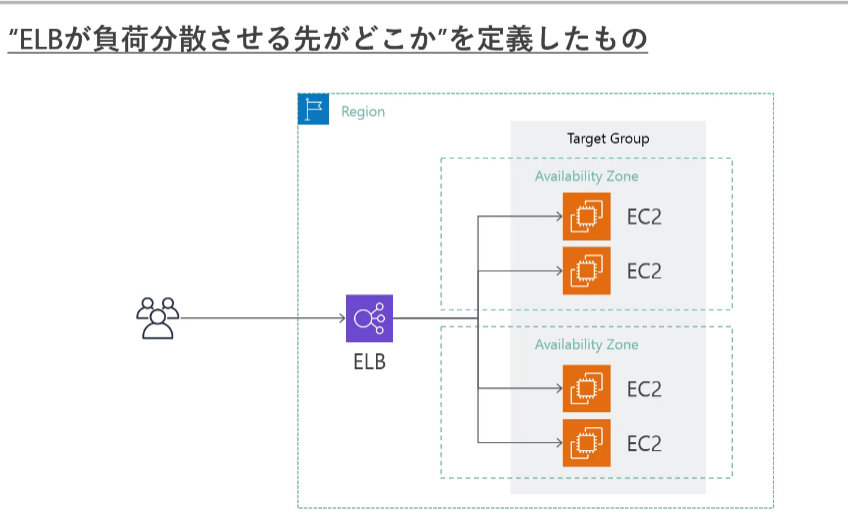 “ELBが負荷分散させる先がどこか”を定義したもの
Region
Target Group
Availability Zone
EC2
EC2
ELB
Availability Zone
EC2
EC2